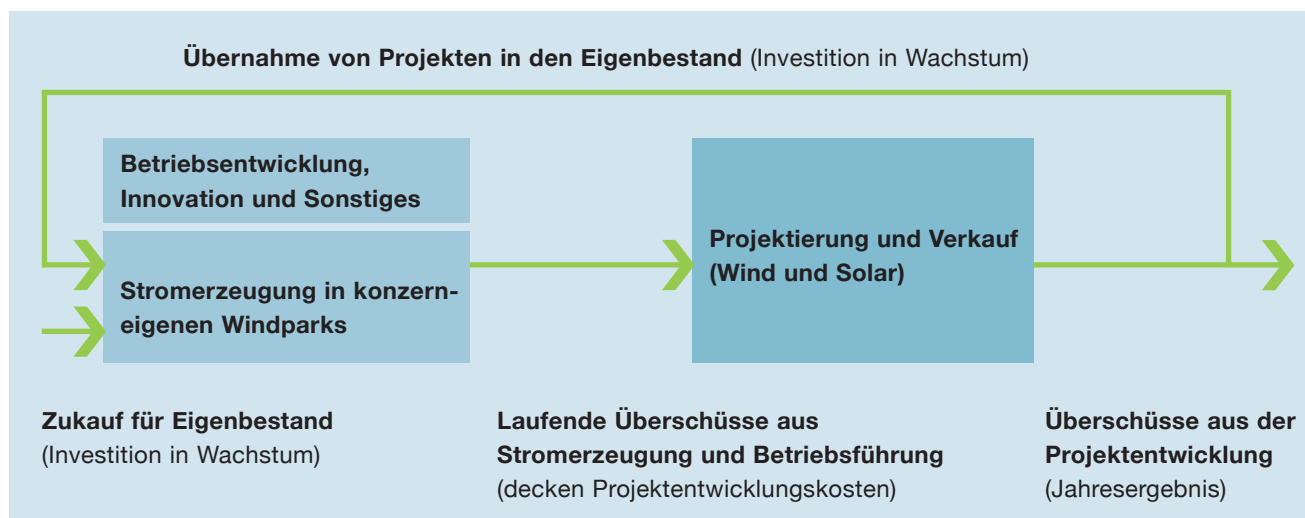 Übernahme von Projekten in den Eigenbestand (Investition in Wachstum)
Betriebsentwicklung,
Innovation und Sonstiges
Stromerzeugung in konzern-
eigenen Windparks
Projektierung und Verkauf
(Wind und Solar)
Zukauf für Eigenbestand
(Investition in Wachstum)
Laufende Überschüsse aus
Stromerzeugung und Betriebsführung
(decken Projektentwicklungskosten)
Überschüsse aus der
Projektentwicklung
(Jahresergebnis)